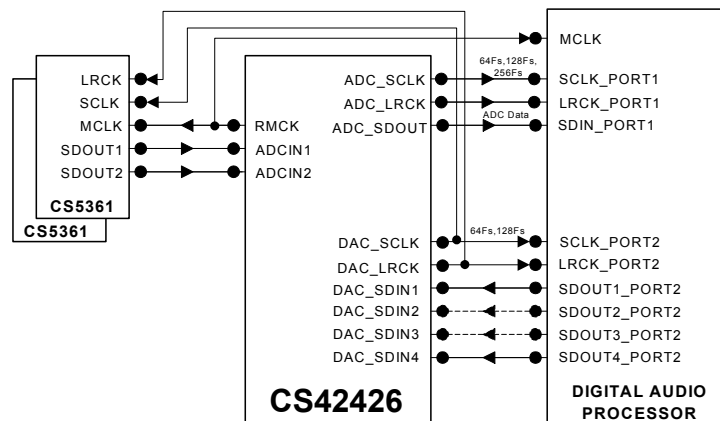 MCLK
64Fs,128Fs,
256Fs
LRCK
ADC_SCLK
SCLK_PORT1
SCLK
ADC_LRCK
LRCK_PORT1
ADC Data
MCLK
RMCK
ADC_SDOUT
SDIN_PORT1
SDOUT1
ADCIN1
SDOUT2
ADCIN2
CS5361
CS5361
64Fs,128Fs
DAC_SCLK
SCLK_PORT2
DAC_LRCK
LRCK_PORT2
DAC_SDIN1
SDOUT1_PORT2
DAC_SDIN2
SDOUT2_PORT2
DAC_SDIN3
SDOUT3_PORT2
DAC_SDIN4
SDOUT4_PORT2
CS42426
DIGITAL AUDIO
PROCESSOR